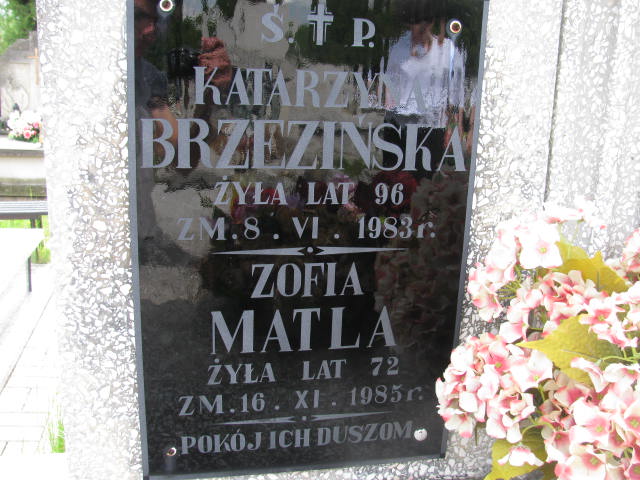 Ś. P.
KATARZYNA
BRZEZIŃSKA
ŻYŁA LAT 96
ZM. 8. VI. 1983 r.
ZOFIA
MATLA
ŻYŁA LAT 72
ZM. 16. XI. 1985 r.
POKÓJ ICH DUSZOM